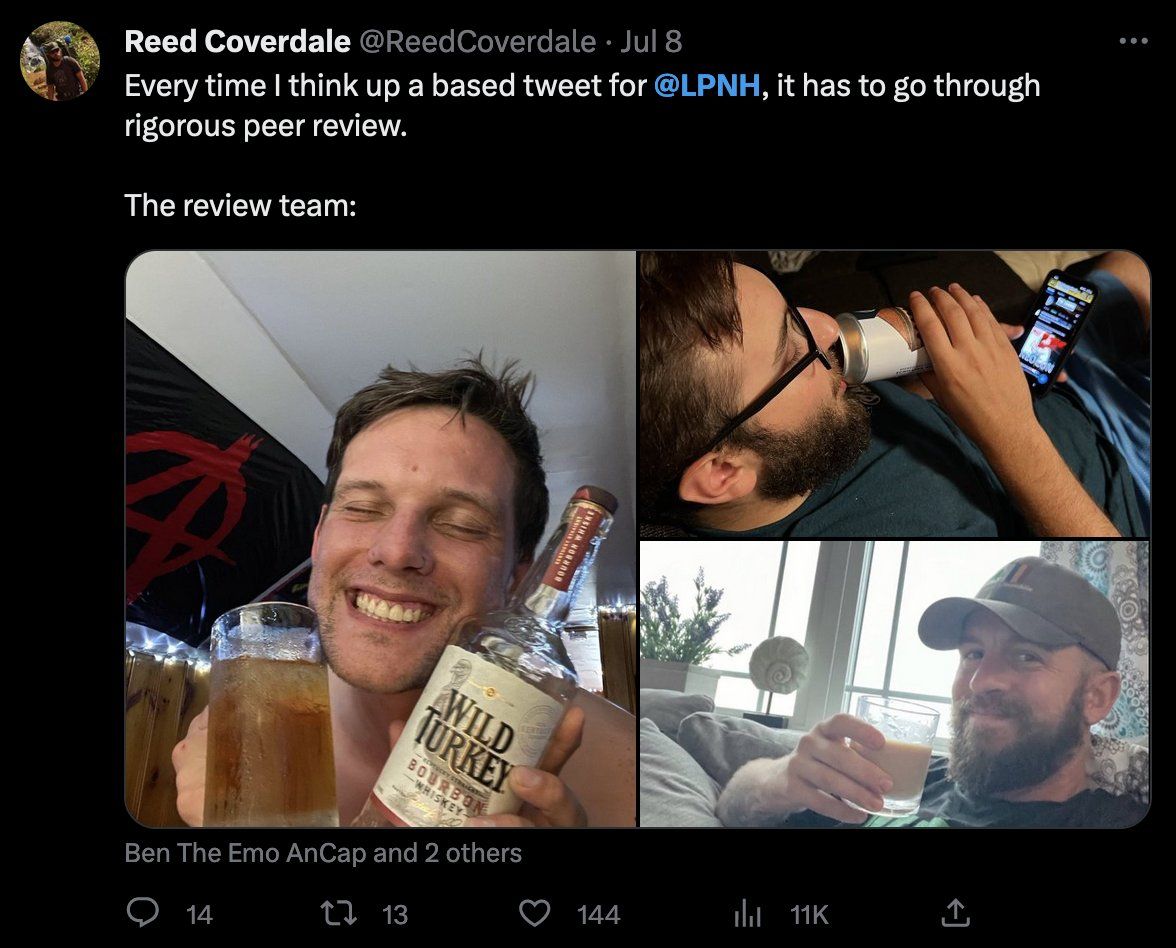 Reed Coverdale @ReedCoverdale · Jul 8
Every time I think up a based tweet for @LPNH, it has to go through
rigorous peer review.
The review team:
BOURBON WHISKEY
WILD
TURKEY
BOURBON
WHISKEY
Ben The Emo AnCap and 2 others
14 13 144 11K